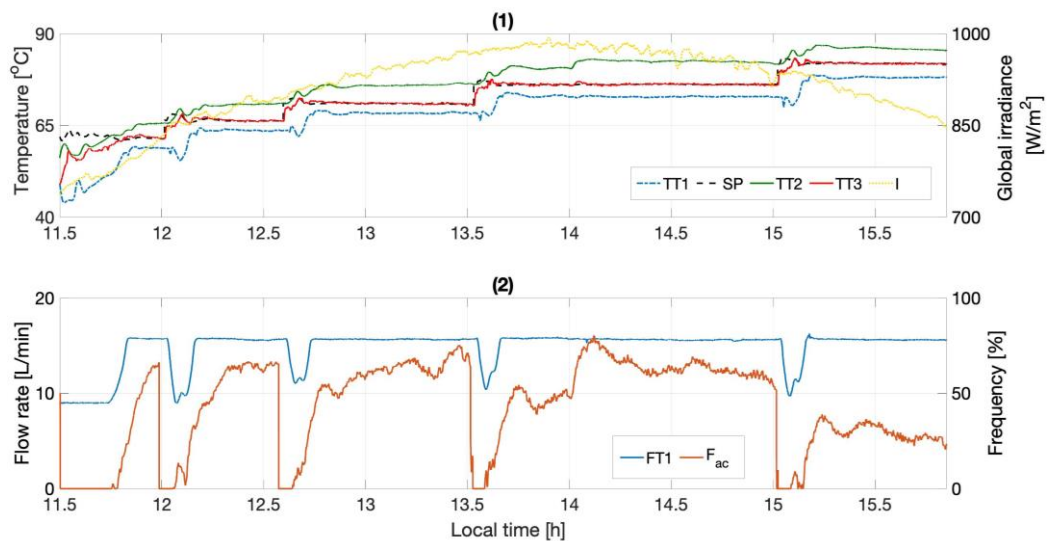 (1)
90
65
40
Temperature [°C]
1000
850
700
Global irradiance
[W/m²]
TT1 SP TT2 TT3 I
11.5 12 12.5 13 13.5 14 14.5 15 15.5
(2)
20
10
0
Flow rate [L/min]
100
50
0
Frequency [%]
FT1 F_ac
11.5 12 12.5 13 13.5 14 14.5 15 15.5
Local time [h]